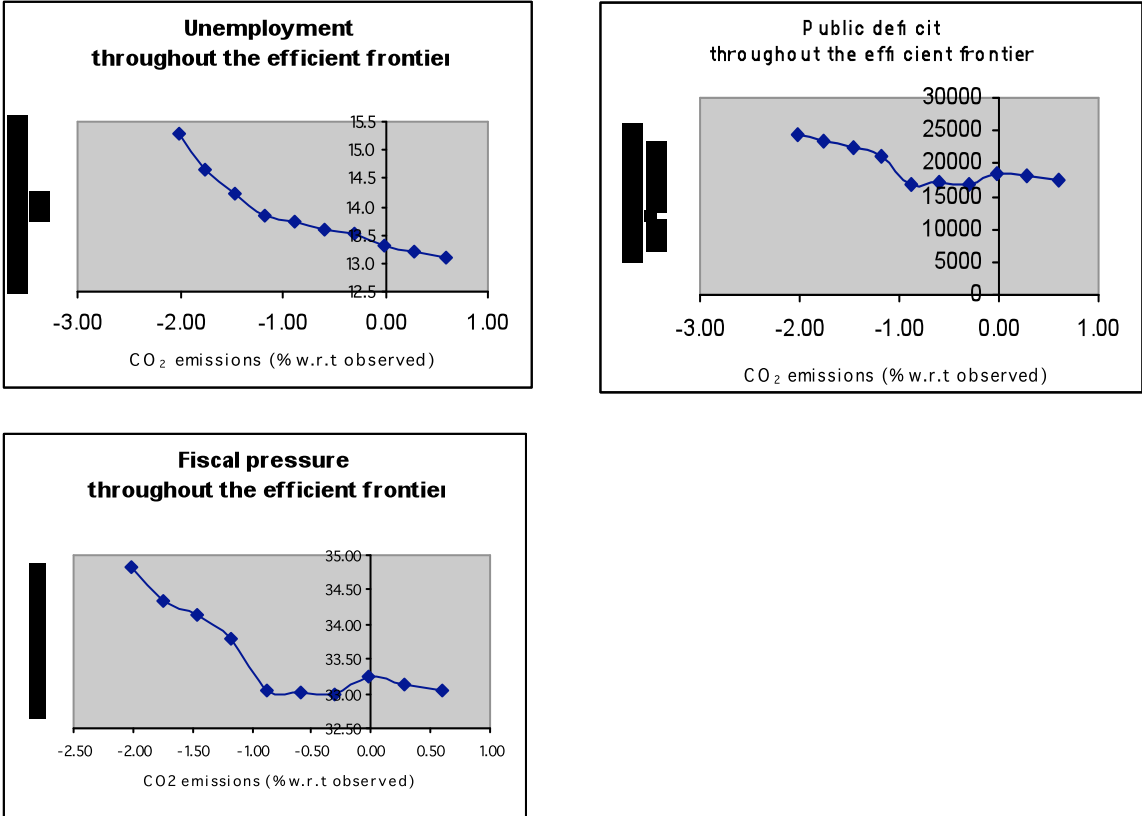 Unemployment
throughout the efficient frontier
15.5
15.0
14.5
14.0
13.5
13.0
12.5
-3.00 -2.00 -1.00 0.00 1.00
CO₂ emissions (% w.r.t observed)
Public deficit
throughout the efficient frontier
30000
25000
20000
15000
10000
5000
0
-3.00 -2.00 -1.00 0.00 1.00
CO₂ emissions (% w.r.t observed)
Fiscal pressure
throughout the efficient frontier
35.00
34.50
34.00
33.50
33.00
32.50
-2.50 -2.00 -1.50 -1.00 -0.50 0.00 0.50 1.00
CO2 emissions (% w.r.t observed)